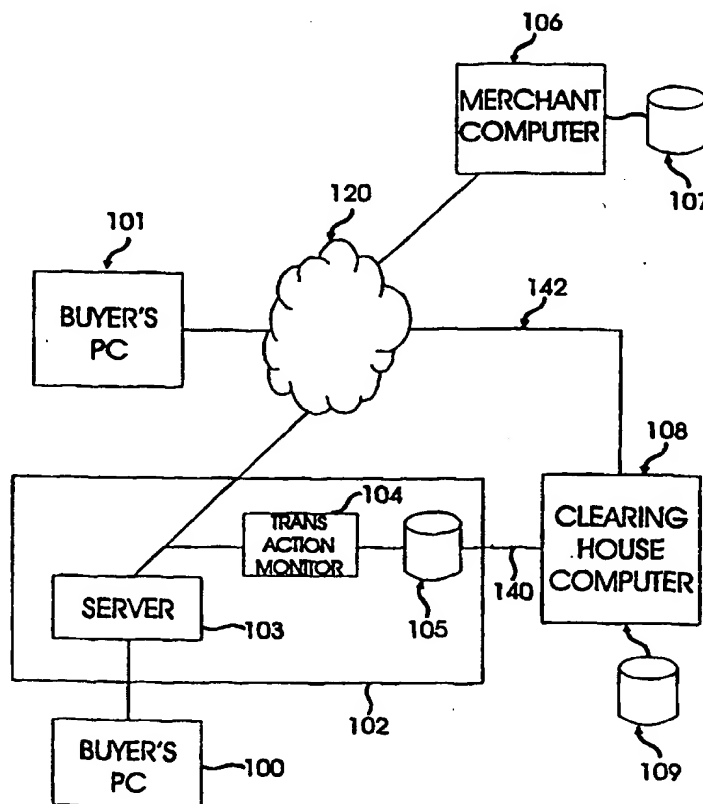 106
MERCHANT
COMPUTER
107
120
101
BUYER'S
PC
142
108
104
TRANS
ACTION
MONITOR
CLEARING
HOUSE
COMPUTER
140
105
SERVER
103
102
BUYER'S
PC
100
109